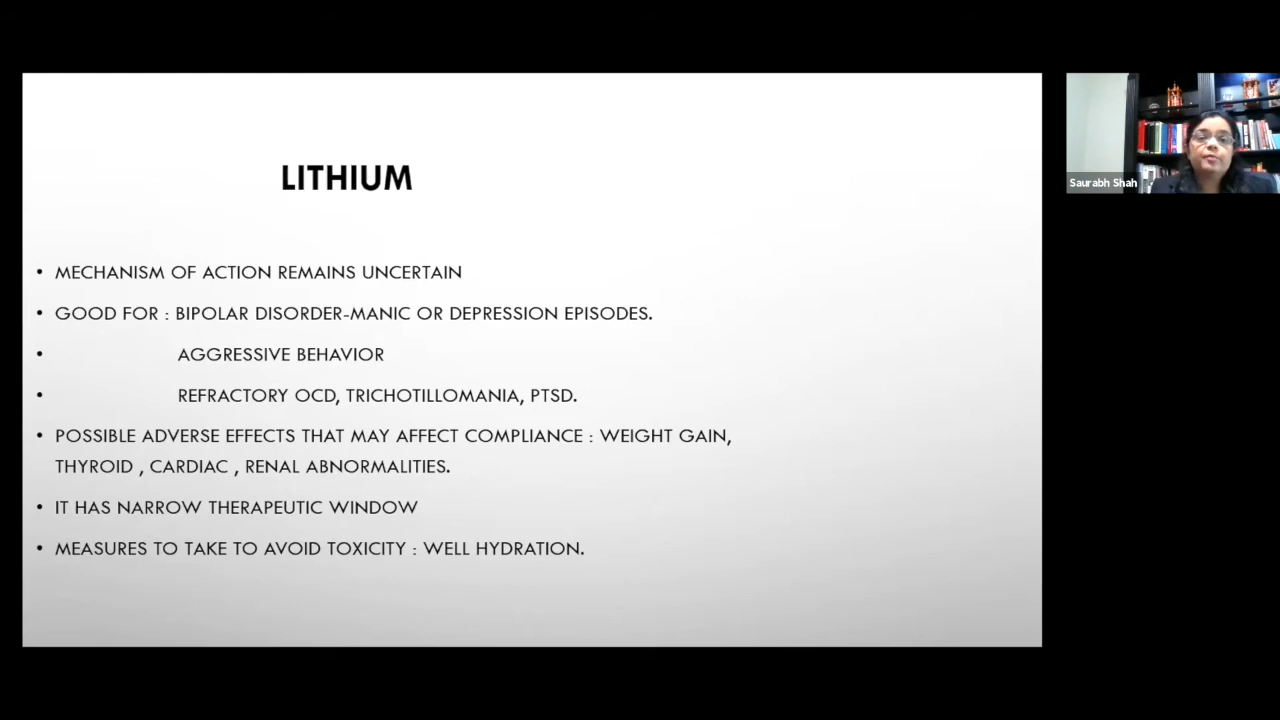 LITHIUM
• MECHANISM OF ACTION REMAINS UNCERTAIN
• GOOD FOR : BIPOLAR DISORDER-MANIC OR DEPRESSION EPISODES.
• AGGRESSIVE BEHAVIOR
• REFRACTORY OCD, TRICHOTILLOMANIA, PTSD.
• POSSIBLE ADVERSE EFFECTS THAT MAY AFFECT COMPLIANCE : WEIGHT GAIN,
THYROID , CARDIAC , RENAL ABNORMALITIES.
• IT HAS NARROW THERAPEUTIC WINDOW
• MEASURES TO TAKE TO AVOID TOXICITY : WELL HYDRATION.
Saurabh Shah